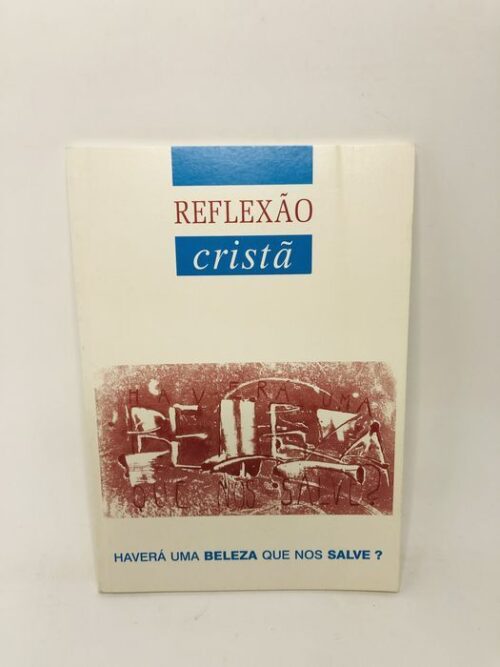 REFLEXÃO
cristã
HAVERÁ UMA
BELEZA
QUE NOS SALVE?
HAVERÁ UMA BELEZA QUE NOS SALVE ?